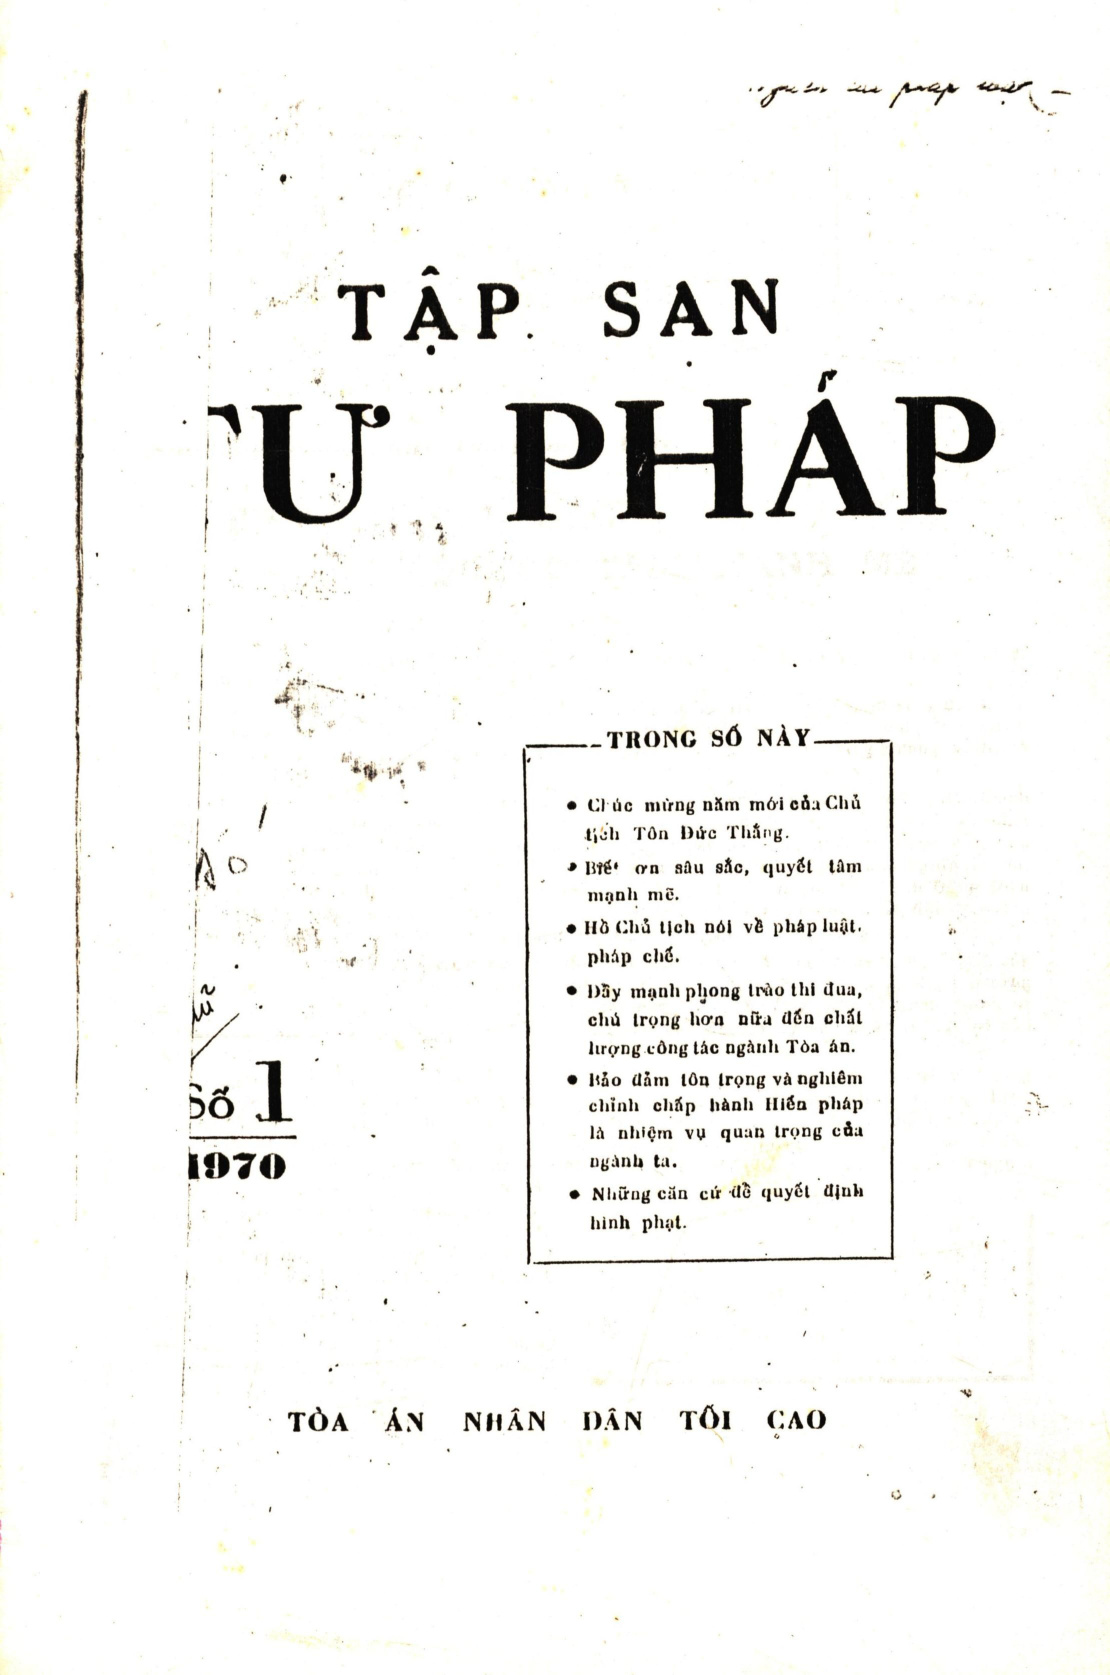 TẬP SAN
TƯ PHÁP
TRONG SỐ NÀY
• Chúc mừng năm mới của Chủ
tịch Tôn Đức Thắng.
• Biết ơn sâu sắc, quyết tâm
mạnh mẽ.
• Hồ Chủ tịch nói về pháp luật,
pháp chế.
• Đẩy mạnh phong trào thi đua,
chú trọng hơn nữa đến chất
lượng công tác ngành Tòa án.
• Bảo đảm tôn trọng và nghiêm
chỉnh chấp hành Hiến pháp
là nhiệm vụ quan trọng của
ngành ta.
• Những căn cứ để quyết định
hình phạt.
Số 1
1970
TÒA ÁN NHÂN DÂN TỐI CAO